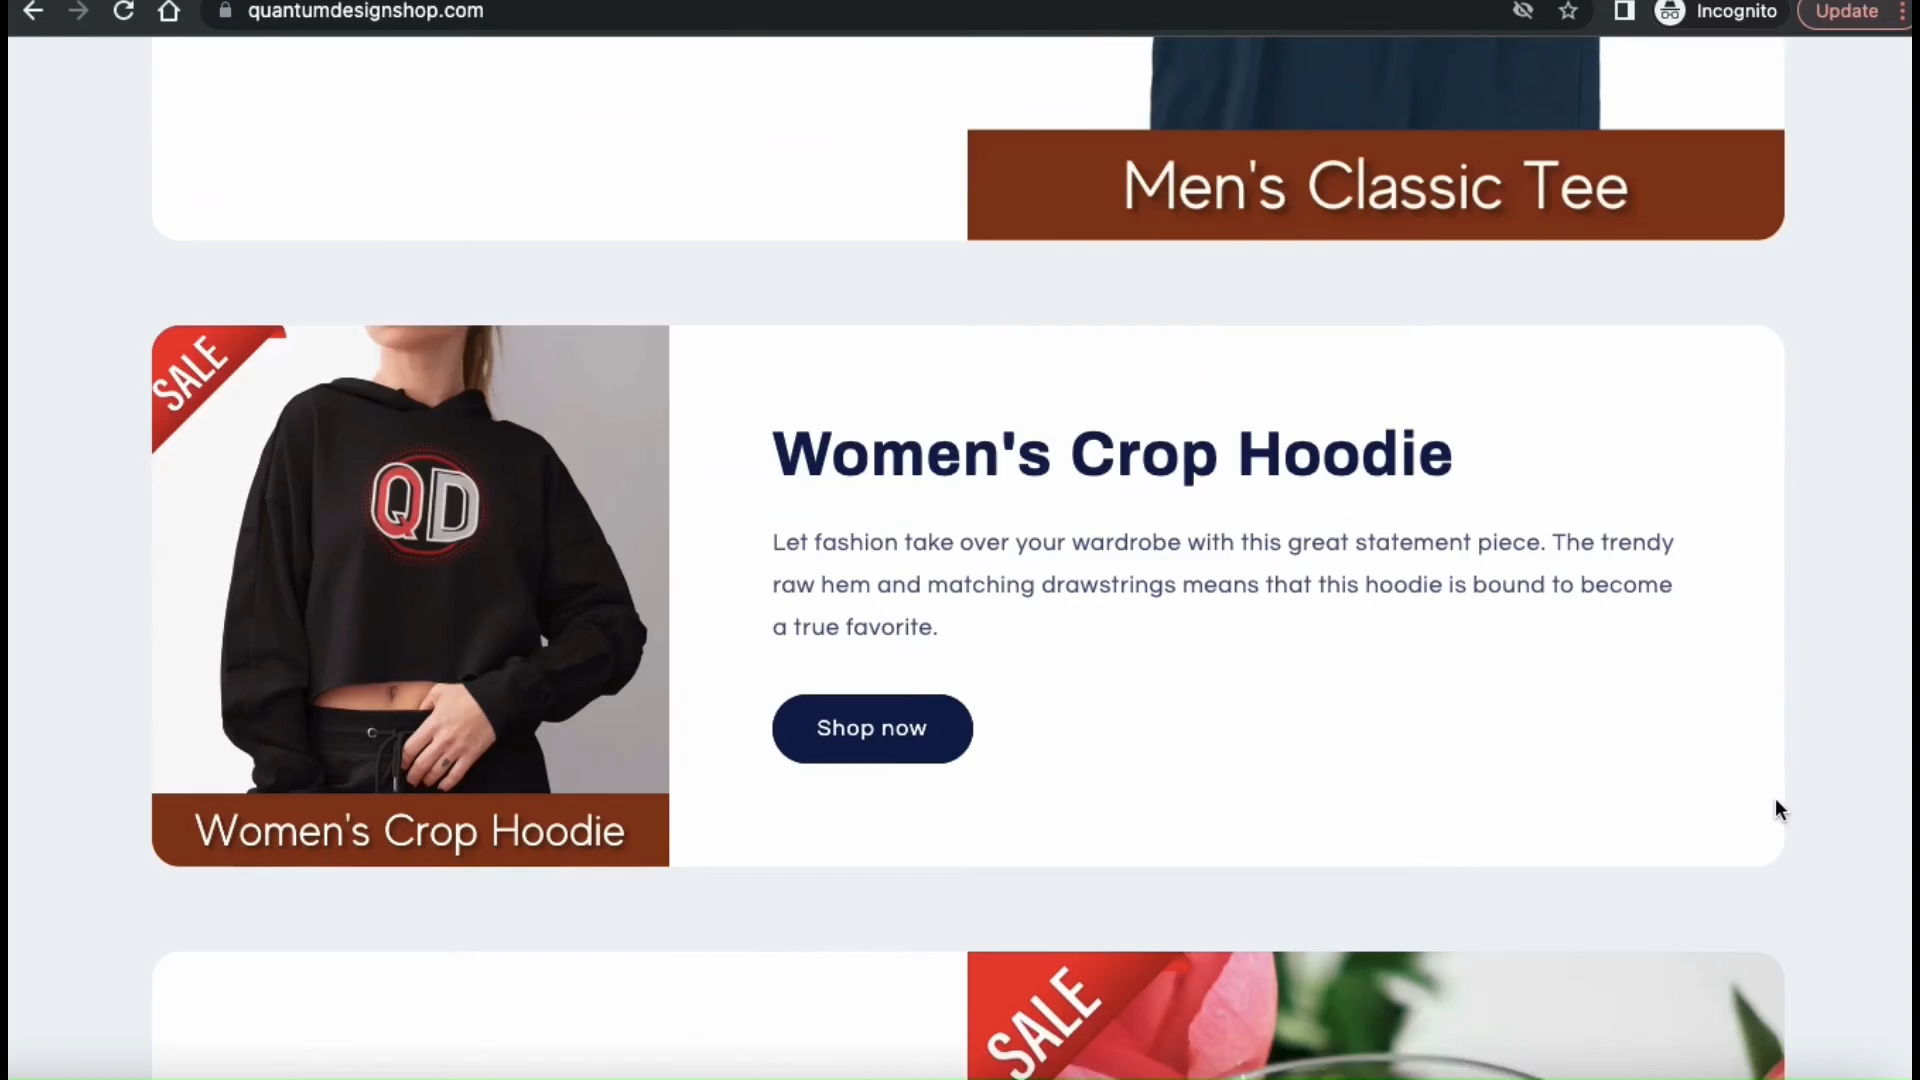 quantumdesignshop.com
Incognito
Update
Men's Classic Tee
SALE
QD
Women's Crop Hoodie
Women's Crop Hoodie
Let fashion take over your wardrobe with this great statement piece. The trendy
raw hem and matching drawstrings means that this hoodie is bound to become
a true favorite.
Shop now
SALE